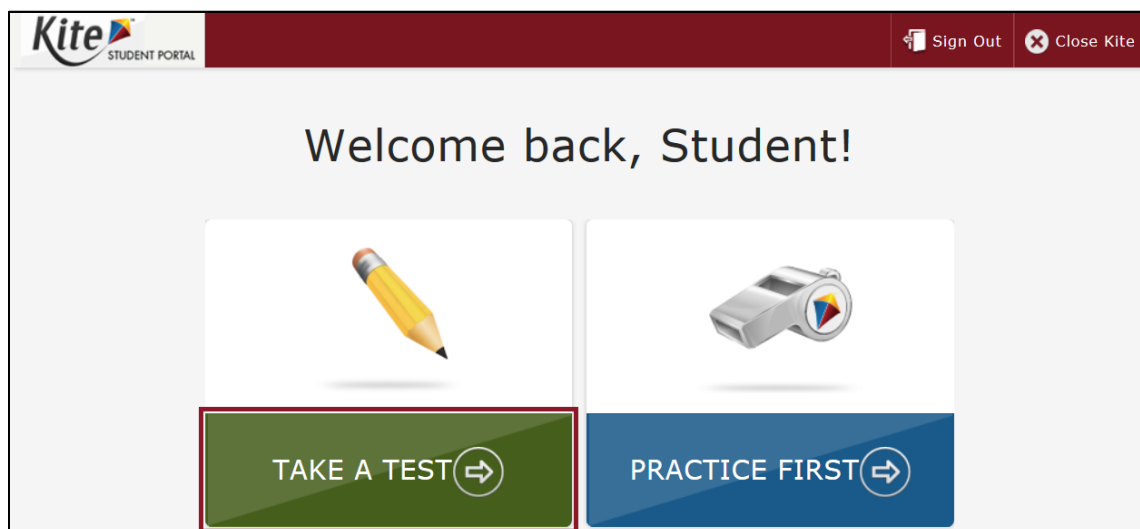 Kite
STUDENT PORTAL
Sign Out
Close Kite
Welcome back, Student!
TAKE A TEST
PRACTICE FIRST